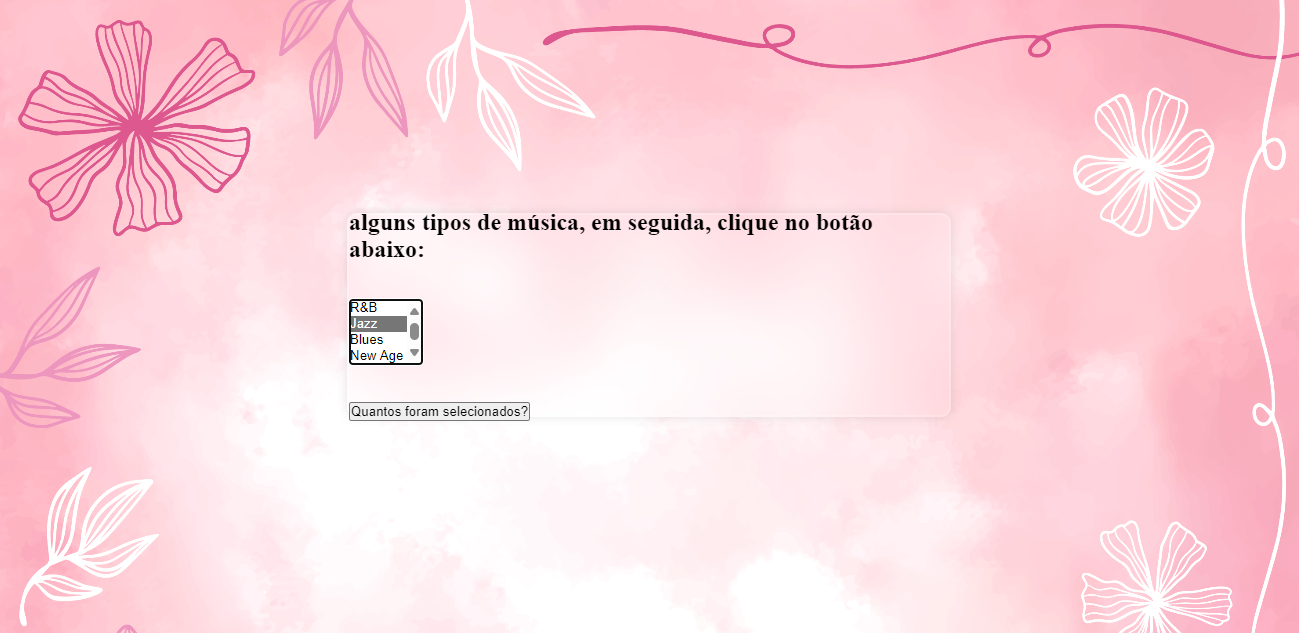 alguns tipos de música, em seguida, clique no botão
abaixo:
R&B
Jazz
Blues
New Age
Quantos foram selecionados?